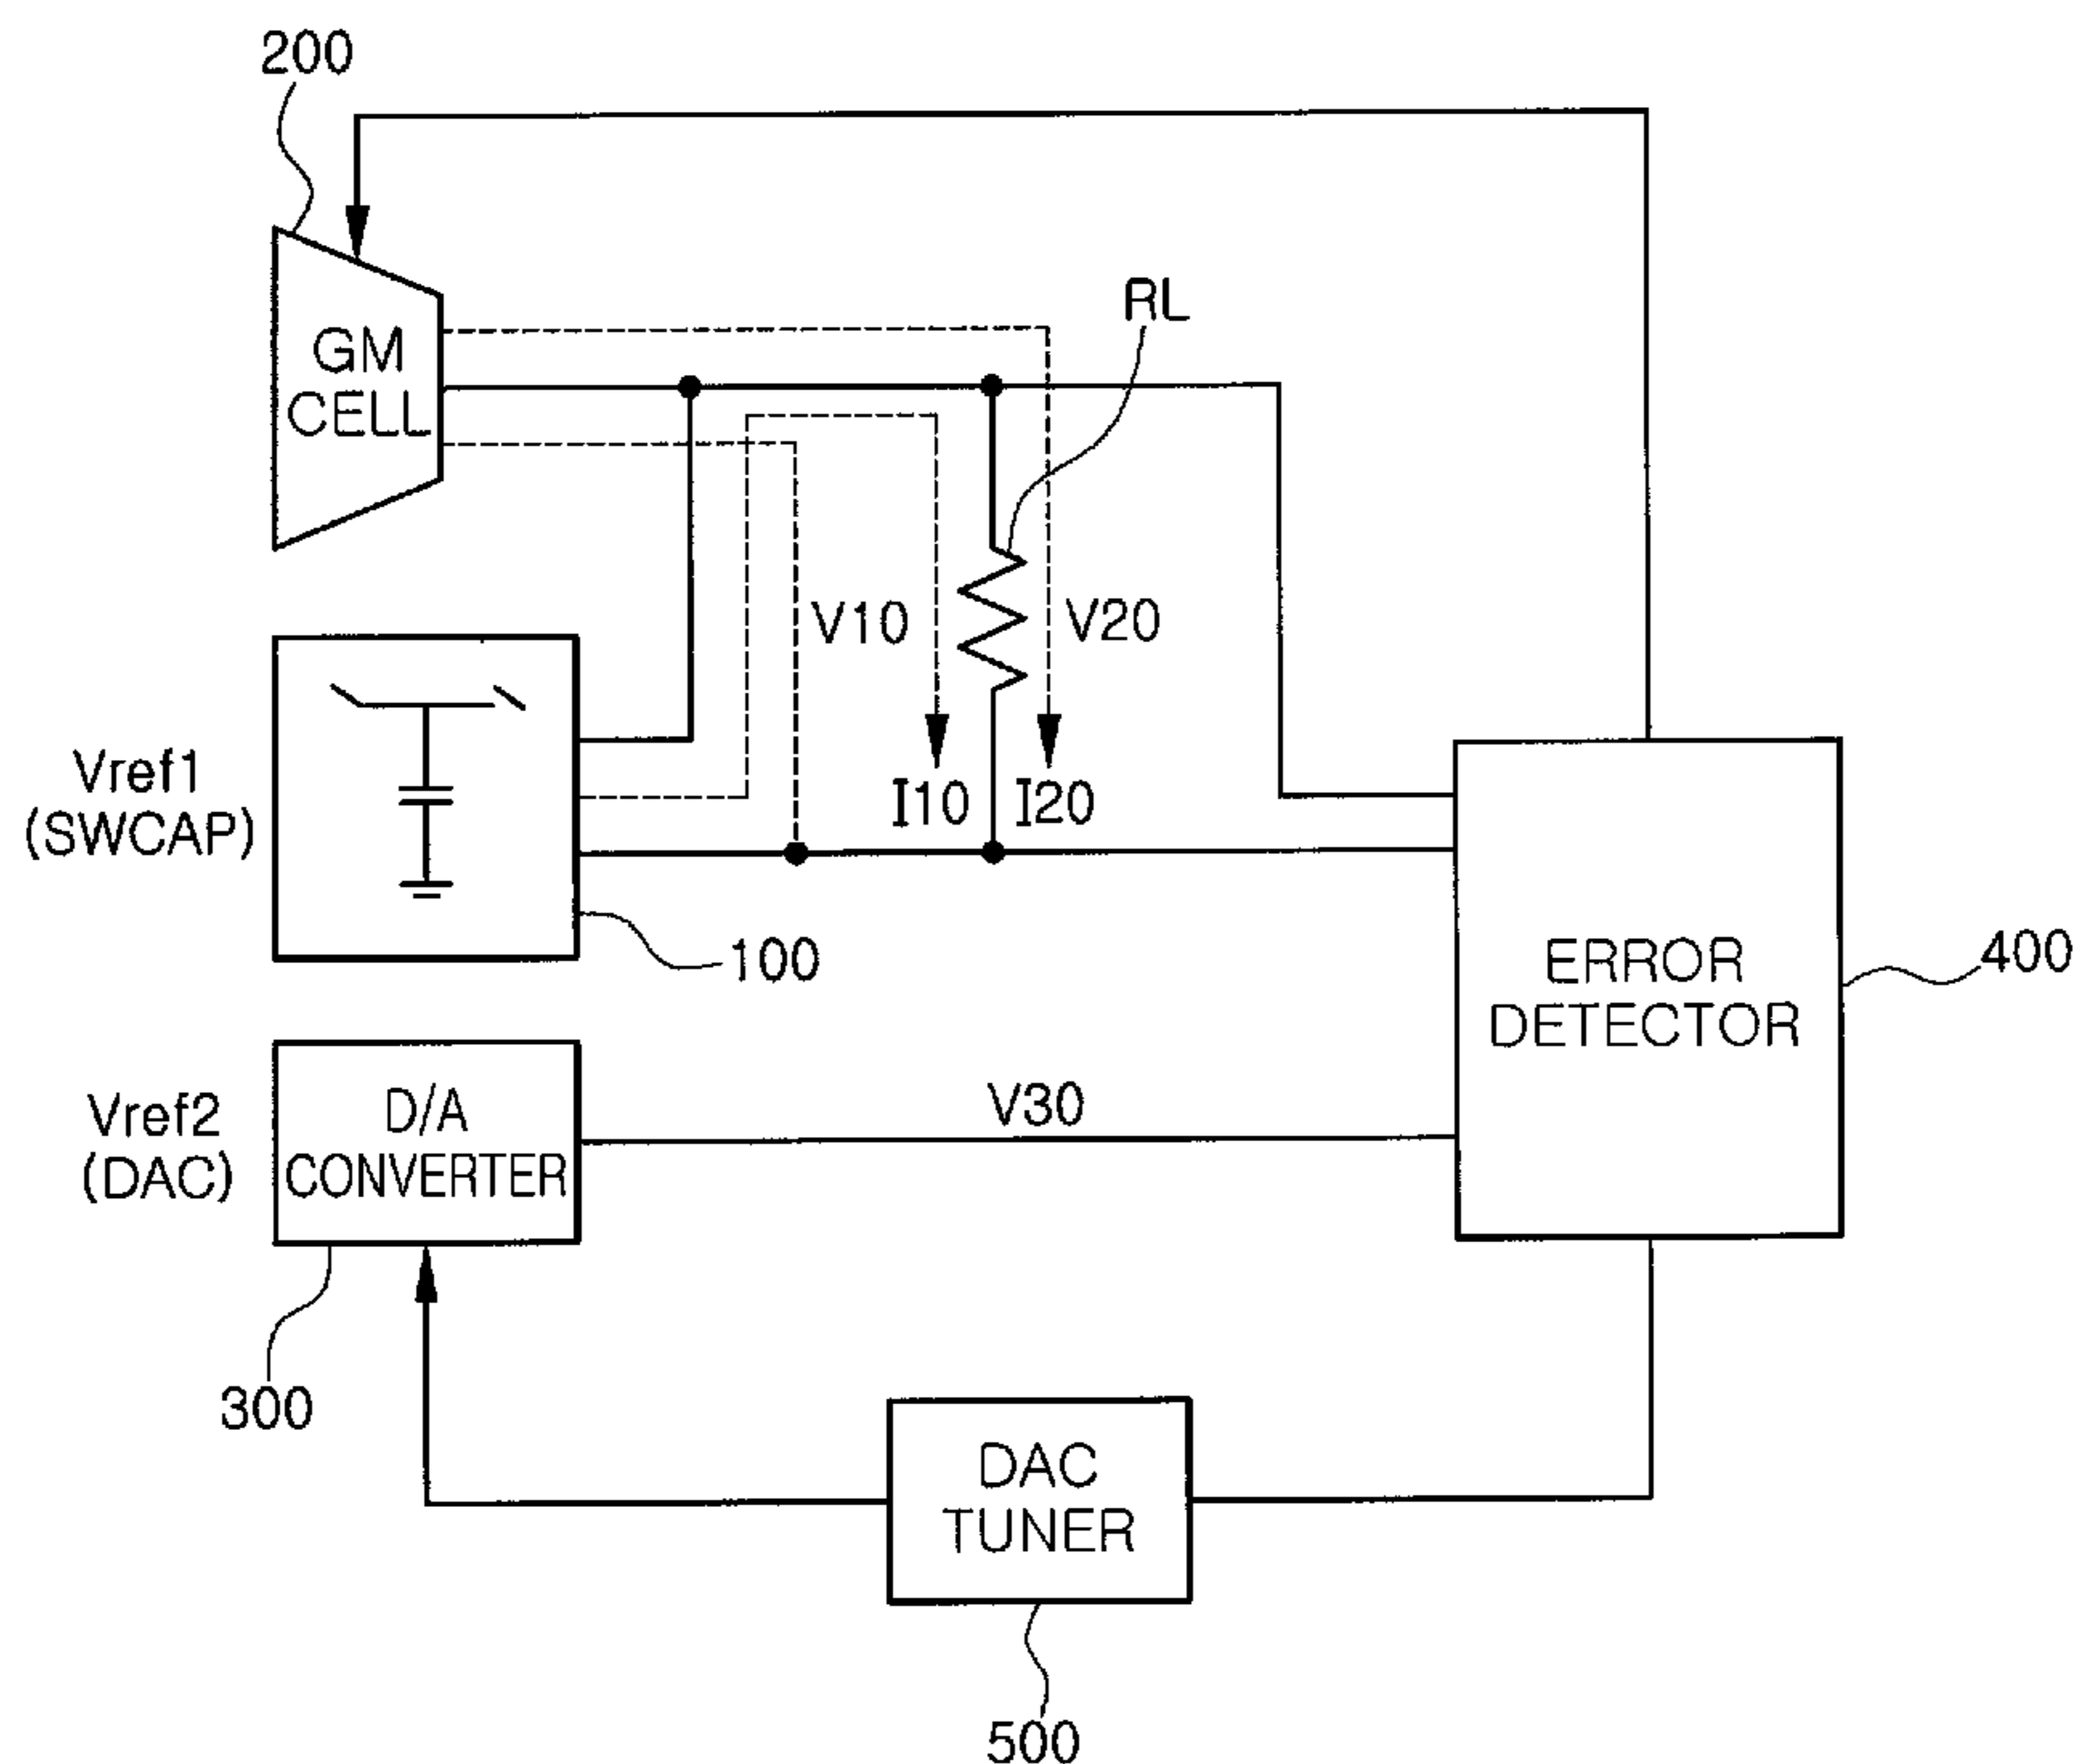 200
GM
CELL
RL
V10
V20
Vref1
(SWCAP)
I10
I20
100
ERROR
DETECTOR
400
Vref2
(DAC)
D/A
CONVERTER
V30
300
DAC
TUNER
500